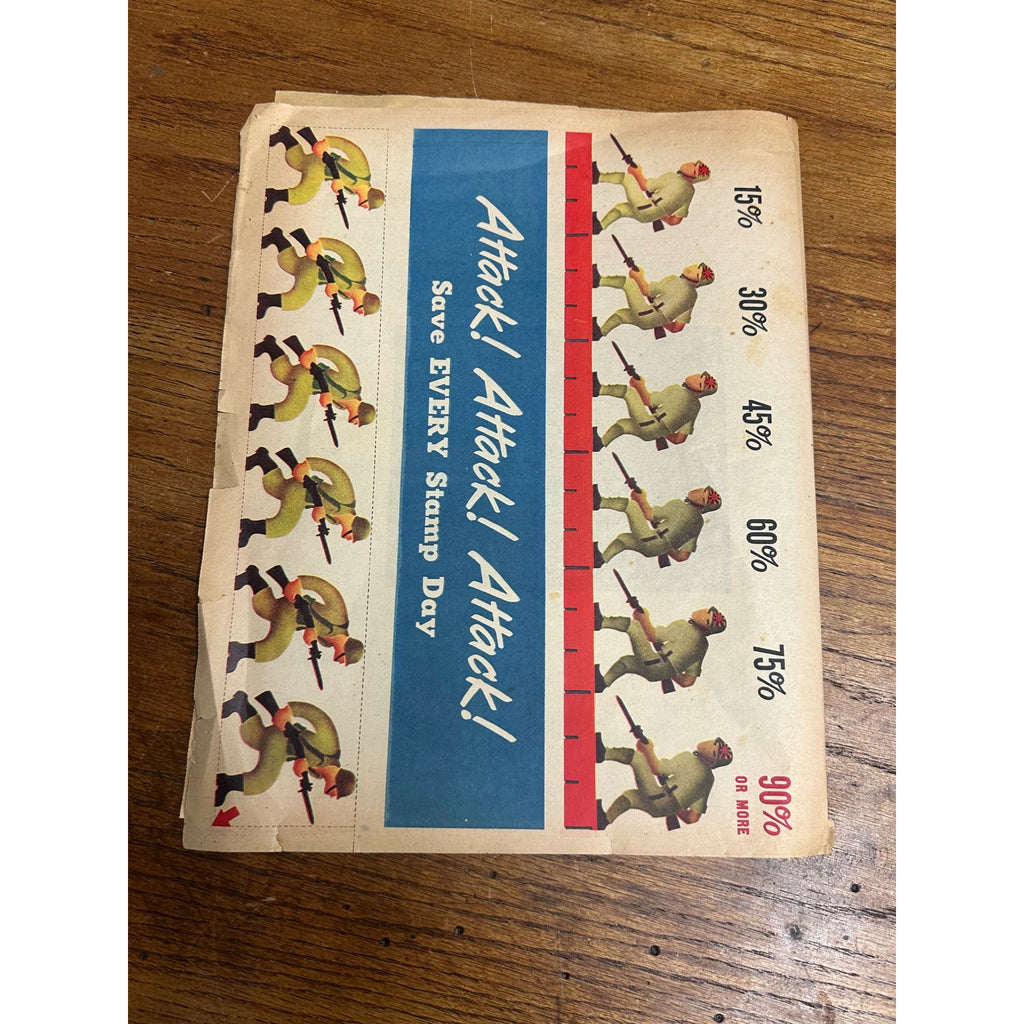 15% 30% 45% 60% 75% 90%
OR MORE
Attack! Attack! Attack!
Save EVERY Stamp Day